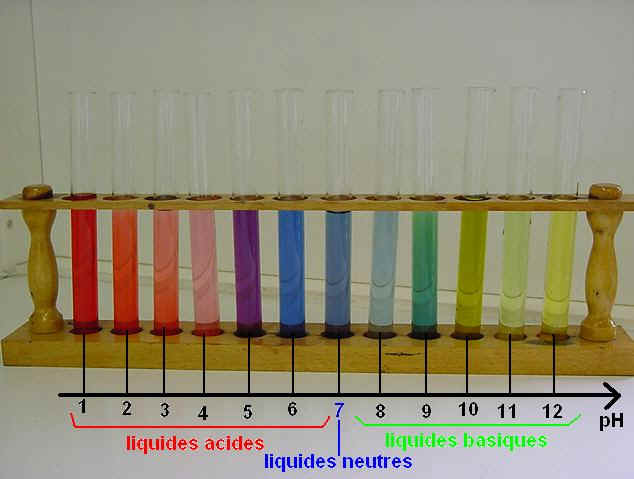 1 2 3 4 5 6 7 8 9 10 11 12 pH
liquides acides
liquides basiques
liquides neutres